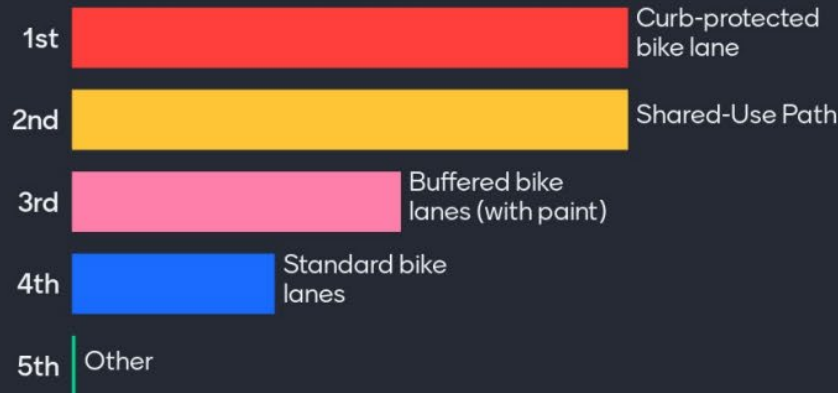 1st
Curb-protected
bike lane
2nd
Shared-Use Path
3rd
Buffered bike
lanes (with paint)
4th
Standard bike
lanes
5th
Other